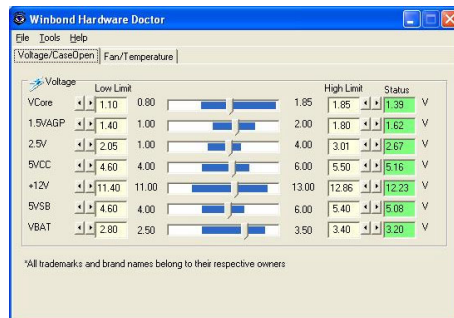 Winbond Hardware Doctor
File Tools Help
Voltage/CaseOpen Fan/Temperature
Voltage Low Limit High Limit Status
VCore 1.10 0.80 1.85 1.85 1.39 V
1.5VAGP 1.40 1.00 2.00 1.80 1.62 V
2.5V 2.05 1.00 4.00 3.01 2.67 V
5VCC 4.60 4.00 6.00 5.50 5.16 V
+12V 11.40 11.00 13.00 12.86 12.23 V
5VSB 4.60 4.00 6.00 5.40 5.08 V
VBAT 2.80 2.50 3.50 3.40 3.20 V
*All trademarks and brand names belong to their respective owners